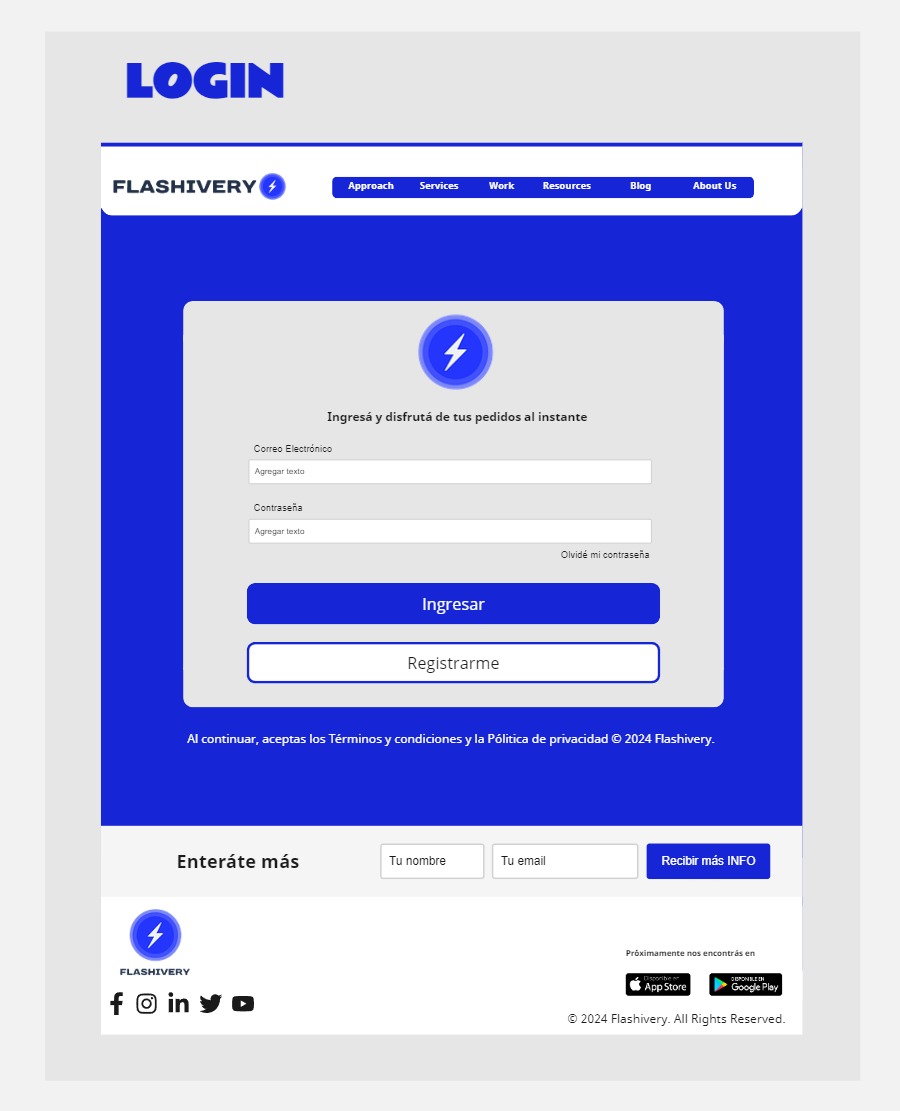 LOGIN
FLASHIVERY
Approach Services Work Resources Blog About Us
Ingresá y disfrutá de tus pedidos al instante
Correo Electrónico
Agregar texto
Contraseña
Agregar texto
Olvidé mi contraseña
Ingresar
Registrarme
Al continuar, aceptas los Términos y condiciones y la Pólitica de privacidad © 2024 Flashivery.
Enteráte más
Tu nombre
Tu email
Recibir más INFO
FLASHIVERY
Próximamente nos encontrás en
Disponible en
App Store
DISPONIBLE EN
Google Play
© 2024 Flashivery. All Rights Reserved.